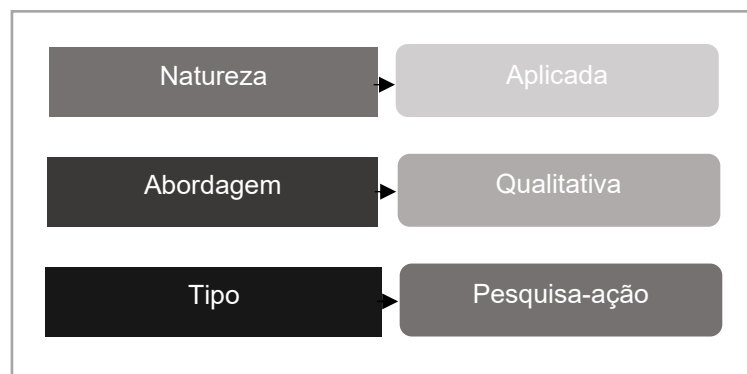 Natureza
Aplicada
Abordagem
Qualitativa
Tipo
Pesquisa-ação